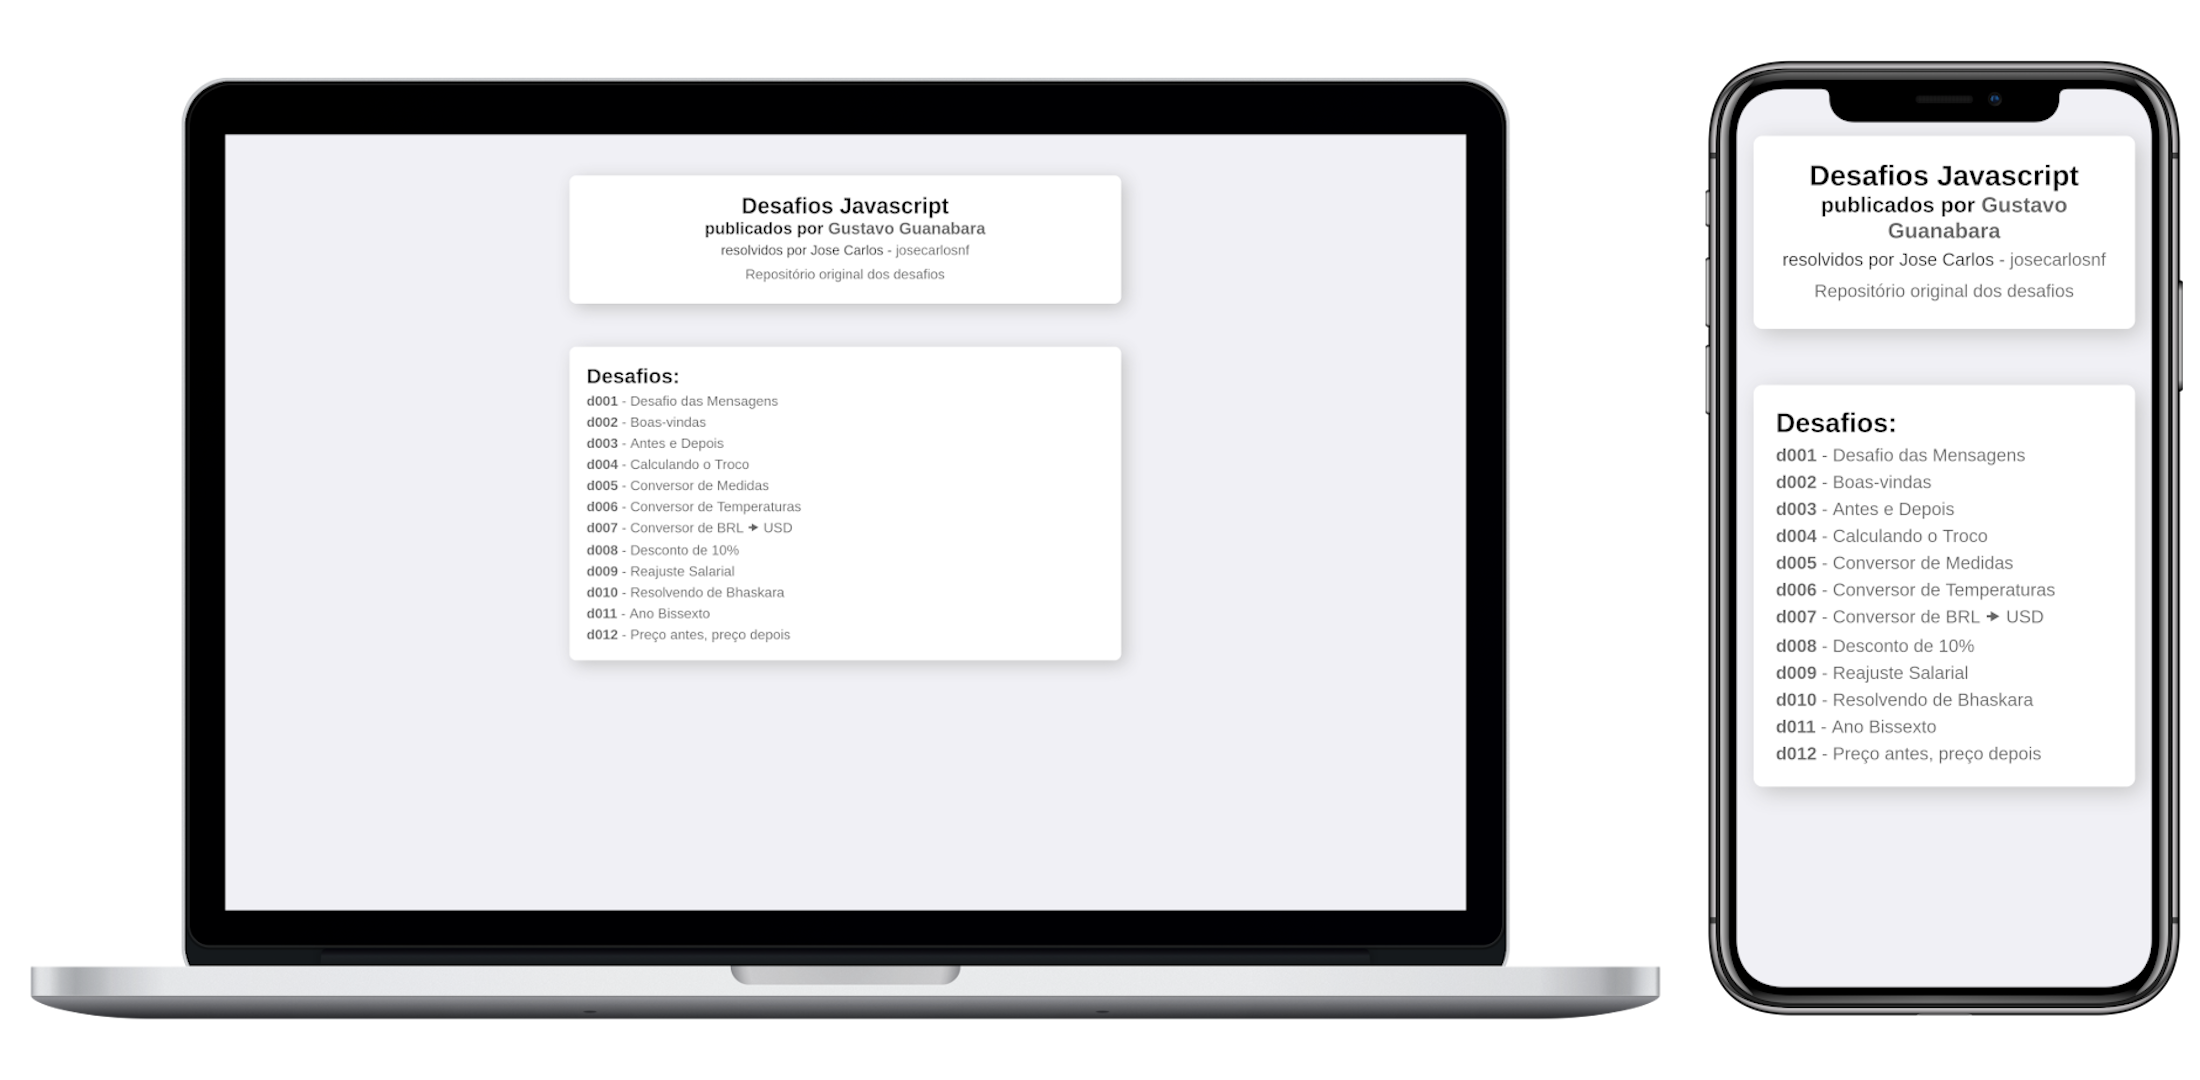 Desafios Javascript
publicados por Gustavo Guanabara
resolvidos por Jose Carlos - josecarlosnf
Repositório original dos desafios
Desafios:
d001 - Desafio das Mensagens
d002 - Boas-vindas
d003 - Antes e Depois
d004 - Calculando o Troco
d005 - Conversor de Medidas
d006 - Conversor de Temperaturas
d007 - Conversor de BRL → USD
d008 - Desconto de 10%
d009 - Reajuste Salarial
d010 - Resolvendo de Bhaskara
d011 - Ano Bissexto
d012 - Preço antes, preço depois
Desafios Javascript
publicados por Gustavo
Guanabara
resolvidos por Jose Carlos - josecarlosnf
Repositório original dos desafios
Desafios:
d001 - Desafio das Mensagens
d002 - Boas-vindas
d003 - Antes e Depois
d004 - Calculando o Troco
d005 - Conversor de Medidas
d006 - Conversor de Temperaturas
d007 - Conversor de BRL → USD
d008 - Desconto de 10%
d009 - Reajuste Salarial
d010 - Resolvendo de Bhaskara
d011 - Ano Bissexto
d012 - Preço antes, preço depois